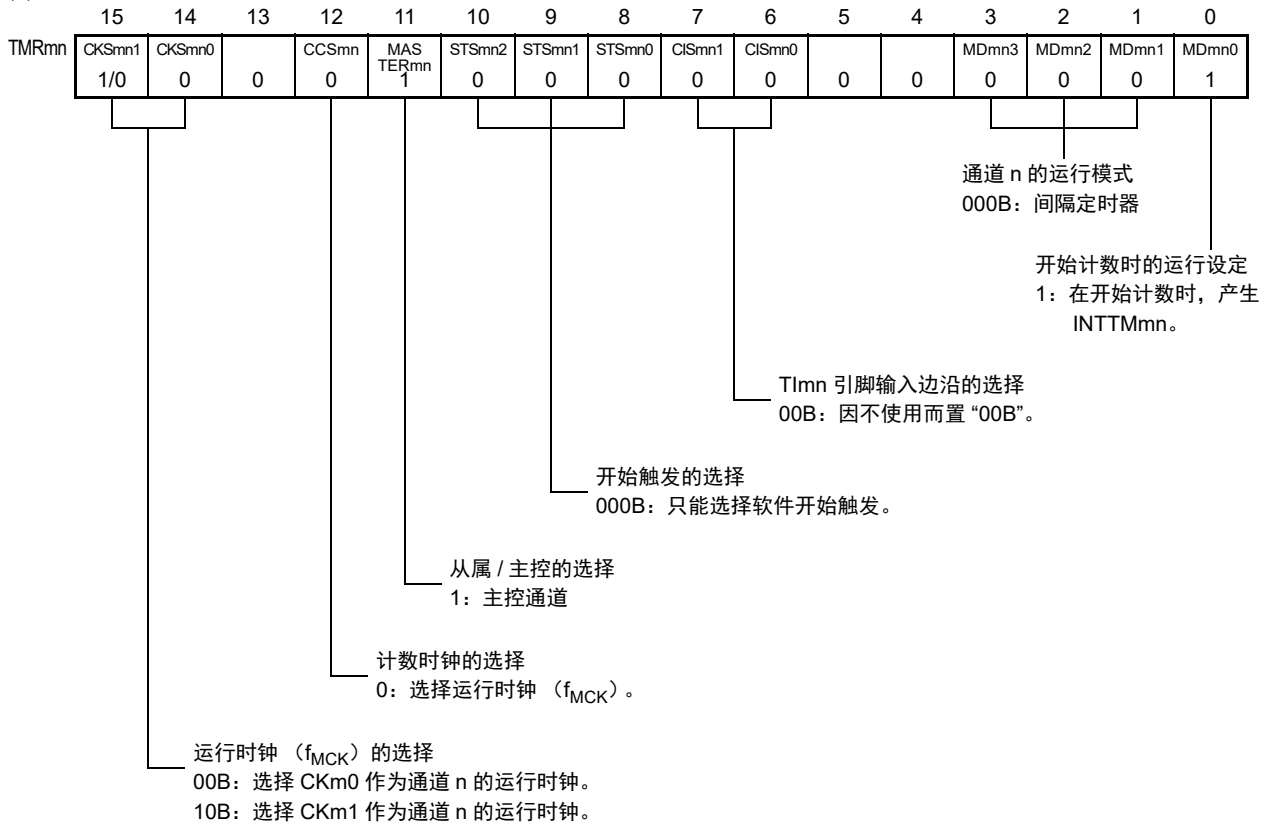 15 14 13 12 11 10 9 8 7 6 5 4 3 2 1 0
TMRmn CKSmn1 CKSmn0 CCSmn MAS TERmn STSmn2 STSmn1 STSmn0 CISmn1 CISmn0 MDmn3 MDmn2 MDmn1 MDmn0
1/0 0 0 0 1 0 0 0 0 0 0 0 0 0 0 1
通道 n 的运行模式
000B：间隔定时器
开始计数时的运行设定
1：在开始计数时，产生
INTTMmn。
TImn 引脚输入边沿的选择
00B：因不使用而置 “00B”。
开始触发的选择
000B：只能选择软件开始触发。
从属 / 主控的选择
1：主控通道
计数时钟的选择
0：选择运行时钟 （fMCK）。
运行时钟 （fMCK）的选择
00B：选择 CKm0 作为通道 n 的运行时钟。
10B：选择 CKm1 作为通道 n 的运行时钟。